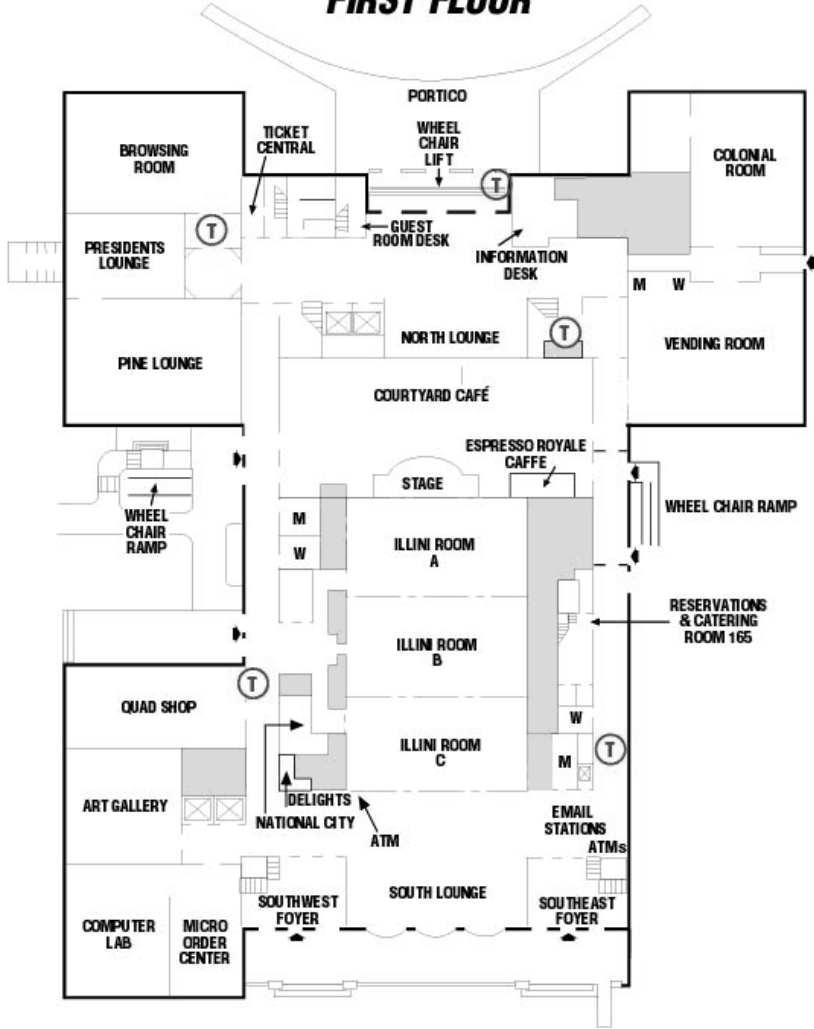 FIRST FLOOR
PORTICO
WHEEL
CHAIR
LIFT
TICKET
CENTRAL
BROWSING
ROOM
COLONIAL
ROOM
T
T
GUEST
ROOM DESK
INFORMATION
DESK
PRESIDENTS
LOUNGE
M W
T
NORTH LOUNGE
VENDING ROOM
PINE LOUNGE
COURTYARD CAFÉ
ESPRESSO ROYALE
CAFFE
STAGE
WHEEL
CHAIR
RAMP
WHEEL CHAIR RAMP
M
W
ILLINI ROOM
A
RESERVATIONS
& CATERING
ROOM 165
ILLINI ROOM
B
T
QUAD SHOP
W
ILLINI ROOM
C
M
T
ART GALLERY
DELIGHTS
NATIONAL CITY
ATM
EMAIL
STATIONS
ATMs
SOUTH LOUNGE
SOUTHWEST
FOYER
SOUTHEAST
FOYER
COMPUTER
LAB
MICRO
ORDER
CENTER